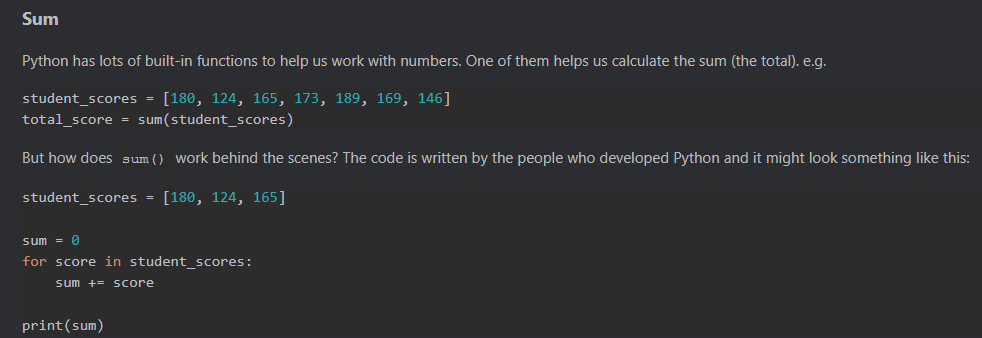 Sum
Python has lots of built-in functions to help us work with numbers. One of them helps us calculate the sum (the total). e.g.
student_scores = [180, 124, 165, 173, 189, 169, 146]
total_score = sum(student_scores)
But how does sum() work behind the scenes? The code is written by the people who developed Python and it might look something like this:
student_scores = [180, 124, 165]
sum = 0
for score in student_scores:
    sum += score
print(sum)